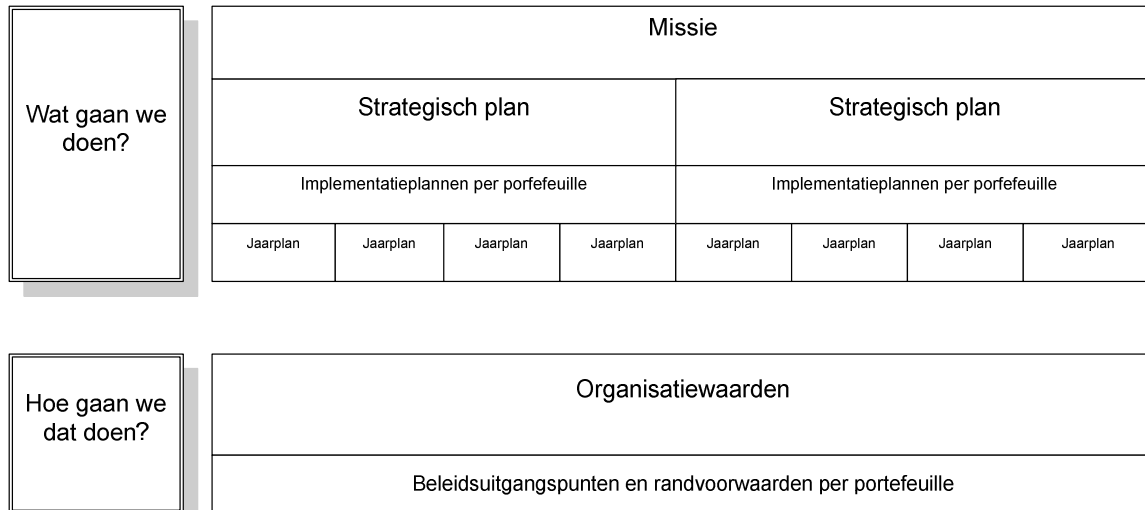 Wat gaan we
doen?
Missie
Strategisch plan
Strategisch plan
Implementatieplannen per porfefeuille
Implementatieplannen per porfefeuille
Jaarplan
Jaarplan
Jaarplan
Jaarplan
Jaarplan
Jaarplan
Jaarplan
Jaarplan
Hoe gaan we
dat doen?
Organisatiewaarden
Beleidsuitgangspunten en randvoorwaarden per portefeuille